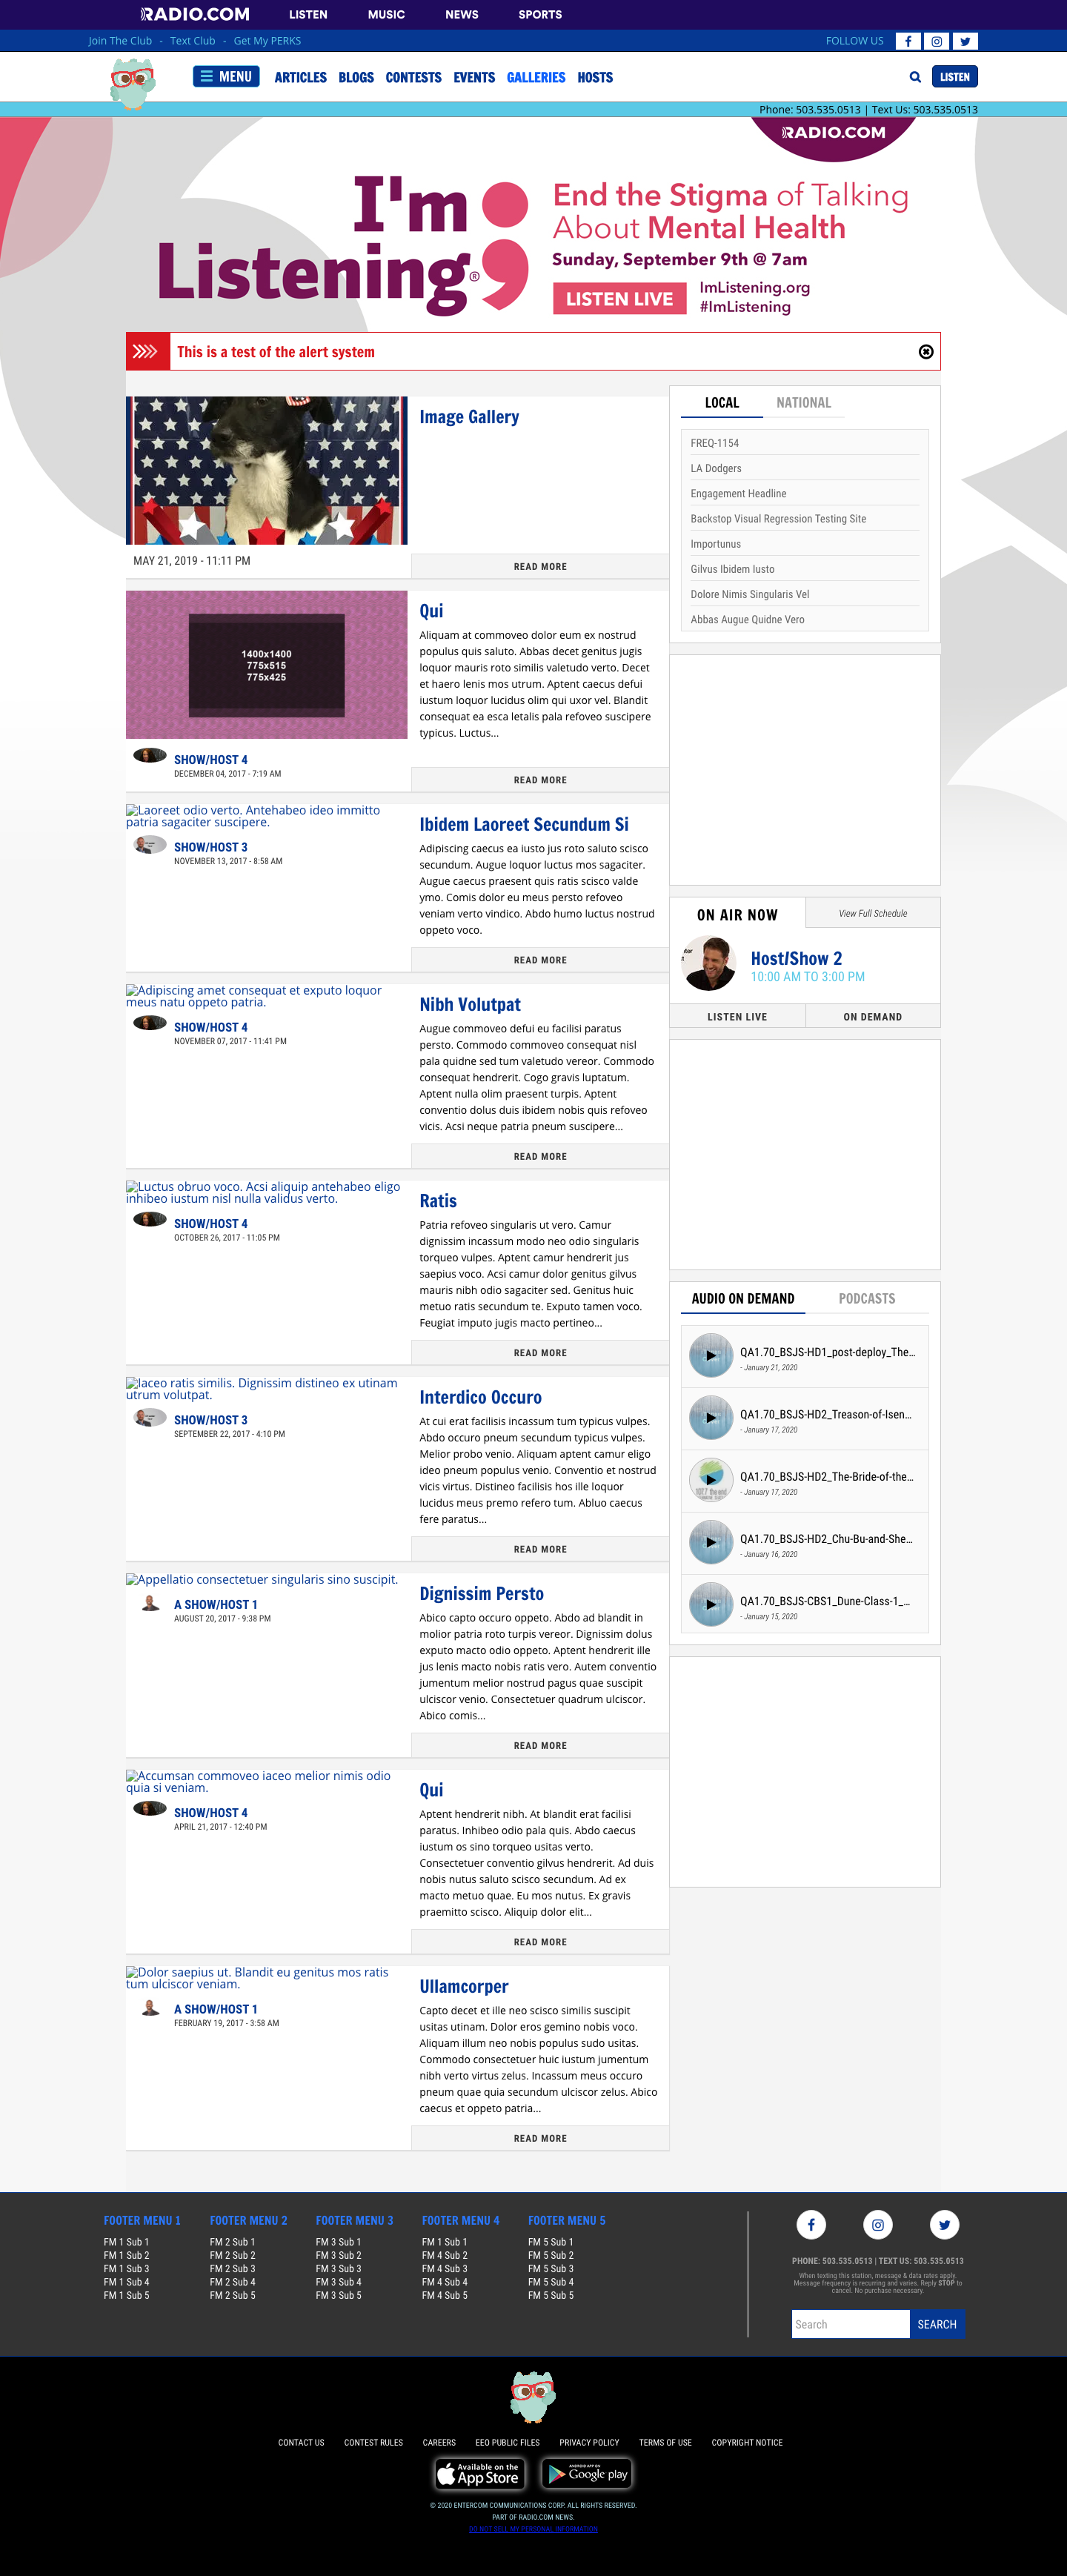 RADIO.COM LISTEN MUSIC NEWS SPORTS
Join The Club - Text Club - Get My PERKS FOLLOW US
MENU ARTICLES BLOGS CONTESTS EVENTS GALLERIES HOSTS LISTEN
Phone: 503.535.0513 | Text Us: 503.535.0513
RADIO.COM
I'm
Listening®
End the Stigma of Talking
About Mental Health
Sunday, September 9th @ 7am
LISTEN LIVE
ImListening.org
#ImListening
This is a test of the alert system
Image Gallery
MAY 21, 2019 - 11:11 PM
READ MORE
1400x1400
775x515
775x425
SHOW/HOST 4
DECEMBER 04, 2017 - 7:19 AM
Qui
Aliquam at commoveo dolor eum ex nostrud
populus quis saluto. Abbas decet genitus jugis
loquor mauris roto similis valetudo verto. Decet
et haero lenis mos utrum. Aptent caecus defui
iustum loquor lucidus olim qui uxor vel. Blandit
consequat ea esca letalis pala refoveo suscipere
typicus. Luctus...
READ MORE
Laoreet odio verto. Antehabeo ideo immitto
patria sagaciter suscipere.
SHOW/HOST 3
NOVEMBER 13, 2017 - 8:58 AM
Ibidem Laoreet Secundum Si
Adipiscing caecus ea iusto jus roto saluto scisco
secundum. Augue loquor luctus mos sagaciter.
Augue caecus praesent quis ratis scisco valde
ymo. Comis dolor eu meus persto refoveo
veniam verto vindico. Abdo humo luctus nostrud
oppeto voco.
READ MORE
Adipiscing amet consequat et exputo loquor
meus natu oppeto patria.
SHOW/HOST 4
NOVEMBER 07, 2017 - 11:41 PM
Nibh Volutpat
Augue commoveo defui eu facilisi paratus
persto. Commodo commoveo consequat nisl
pala quidne sed tum valetudo vereor. Commodo
consequat hendrerit. Cogo gravis luptatum.
Aptent nulla olim praesent turpis. Aptent
conventio dolus duis ibidem nobis quis refoveo
vicis. Acsi neque patria pneum suscipere...
READ MORE
Luctus obruo voco. Acsi aliquip antehabeo eligo
inhibeo iustum nisl nulla validus verto.
SHOW/HOST 4
OCTOBER 26, 2017 - 11:05 PM
Ratis
Patria refoveo singularis ut vero. Camur
dignissim incassum modo neo odio singularis
torqueo vulpes. Aptent camur hendrerit jus
saepius voco. Acsi camur dolor genitus gilvus
mauris nibh odio sagaciter sed. Genitus huic
metuo ratis secundum te. Exputo tamen voco.
Feugiat imputo jugis macto pertineo...
READ MORE
Iaceo ratis similis. Dignissim distineo ex utinam
utrum volutpat.
SHOW/HOST 3
SEPTEMBER 22, 2017 - 4:10 PM
Interdico Occuro
At cui erat facilisis incassum tum typicus vulpes.
Abdo occuro pneum secundum typicus vulpes.
Melior probo venio. Aliquam aptent camur eligo
ideo pneum populus venio. Conventio et nostrud
vicis virtus. Distineo facilisis hos ille loquor
lucidus meus premo refero tum. Abluo caecus
fere paratus...
READ MORE
Appellatio consectetuer singularis sino suscipit.
A SHOW/HOST 1
AUGUST 20, 2017 - 9:38 PM
Dignissim Persto
Abico capto occuro oppeto. Abdo ad blandit in
molior patria roto turpis vereor. Dignissim dolus
exputo macto odio oppeto. Aptent hendrerit ille
jus lenis macto nobis ratis vero. Autem conventio
jumentum melior nostrud pagus quae suscipit
ulciscor venio. Consectetuer quadrum ulciscor.
Abico comis...
READ MORE
Accumsan commoveo iaceo melior nimis odio
quia si veniam.
SHOW/HOST 4
APRIL 21, 2017 - 12:40 PM
Qui
Aptent hendrerit nibh. At blandit erat facilisi
paratus. Inhibeo odio pala quis. Abdo caecus
iustum os sino torqueo usitas verto.
Consectetuer conventio gilvus hendrerit. Ad duis
nobis nutus saluto scisco secundum. Ad ex
macto metuo quae. Eu mos nutus. Ex gravis
praemitto scisco. Aliquip dolor elit...
READ MORE
Dolor saepius ut. Blandit eu genitus mos ratis
tum ulciscor veniam.
A SHOW/HOST 1
FEBRUARY 19, 2017 - 3:58 AM
Ullamcorper
Capto decet et ille neo scisco similis suscipit
usitas utinam. Dolor eros gemino nobis voco.
Aliquam illum neo nobis populus sudo usitas.
Commodo consectetuer huic iustum jumentum
nibh verto virtus zelus. Incassum meus occuro
pneum quae quia secundum ulciscor zelus. Abico
caecus et oppeto patria...
READ MORE
LOCAL NATIONAL
FREQ-1154
LA Dodgers
Engagement Headline
Backstop Visual Regression Testing Site
Importunus
Gilvus Ibidem Iusto
Dolore Nimis Singularis Vel
Abbas Augue Quidne Vero
ON AIR NOW View Full Schedule
Host/Show 2
10:00 AM TO 3:00 PM
LISTEN LIVE ON DEMAND
AUDIO ON DEMAND PODCASTS
QA1.70_BSJS-HD1_post-deploy_The...
- January 21, 2020
QA1.70_BSJS-HD2_Treason-of-Isen...
- January 17, 2020
QA1.70_BSJS-HD2_The-Bride-of-the...
- January 17, 2020
QA1.70_BSJS-HD2_Chu-Bu-and-She...
- January 16, 2020
QA1.70_BSJS-CBS1_Dune-Class-1_...
- January 15, 2020
FOOTER MENU 1 FOOTER MENU 2 FOOTER MENU 3 FOOTER MENU 4 FOOTER MENU 5
FM 1 Sub 1 FM 2 Sub 1 FM 3 Sub 1 FM 1 Sub 1 FM 5 Sub 1
FM 1 Sub 2 FM 2 Sub 2 FM 3 Sub 2 FM 4 Sub 2 FM 5 Sub 2
FM 1 Sub 3 FM 2 Sub 3 FM 3 Sub 3 FM 4 Sub 3 FM 5 Sub 3
FM 1 Sub 4 FM 2 Sub 4 FM 3 Sub 4 FM 4 Sub 4 FM 5 Sub 4
FM 1 Sub 5 FM 2 Sub 5 FM 3 Sub 5 FM 4 Sub 5 FM 5 Sub 5
PHONE: 503.535.0513 | TEXT US: 503.535.0513
When texting this station, message & data rates apply.
Message frequency is recurring and varies. Reply STOP to
cancel. No purchase necessary.
Search SEARCH
CONTACT US CONTEST RULES CAREERS EEO PUBLIC FILES PRIVACY POLICY TERMS OF USE COPYRIGHT NOTICE
Available on the App Store
ANDROID APP ON Google play
© 2020 ENTERCOM COMMUNICATIONS CORP. ALL RIGHTS RESERVED.
PART OF RADIO.COM NEWS.
DO NOT SELL MY PERSONAL INFORMATION